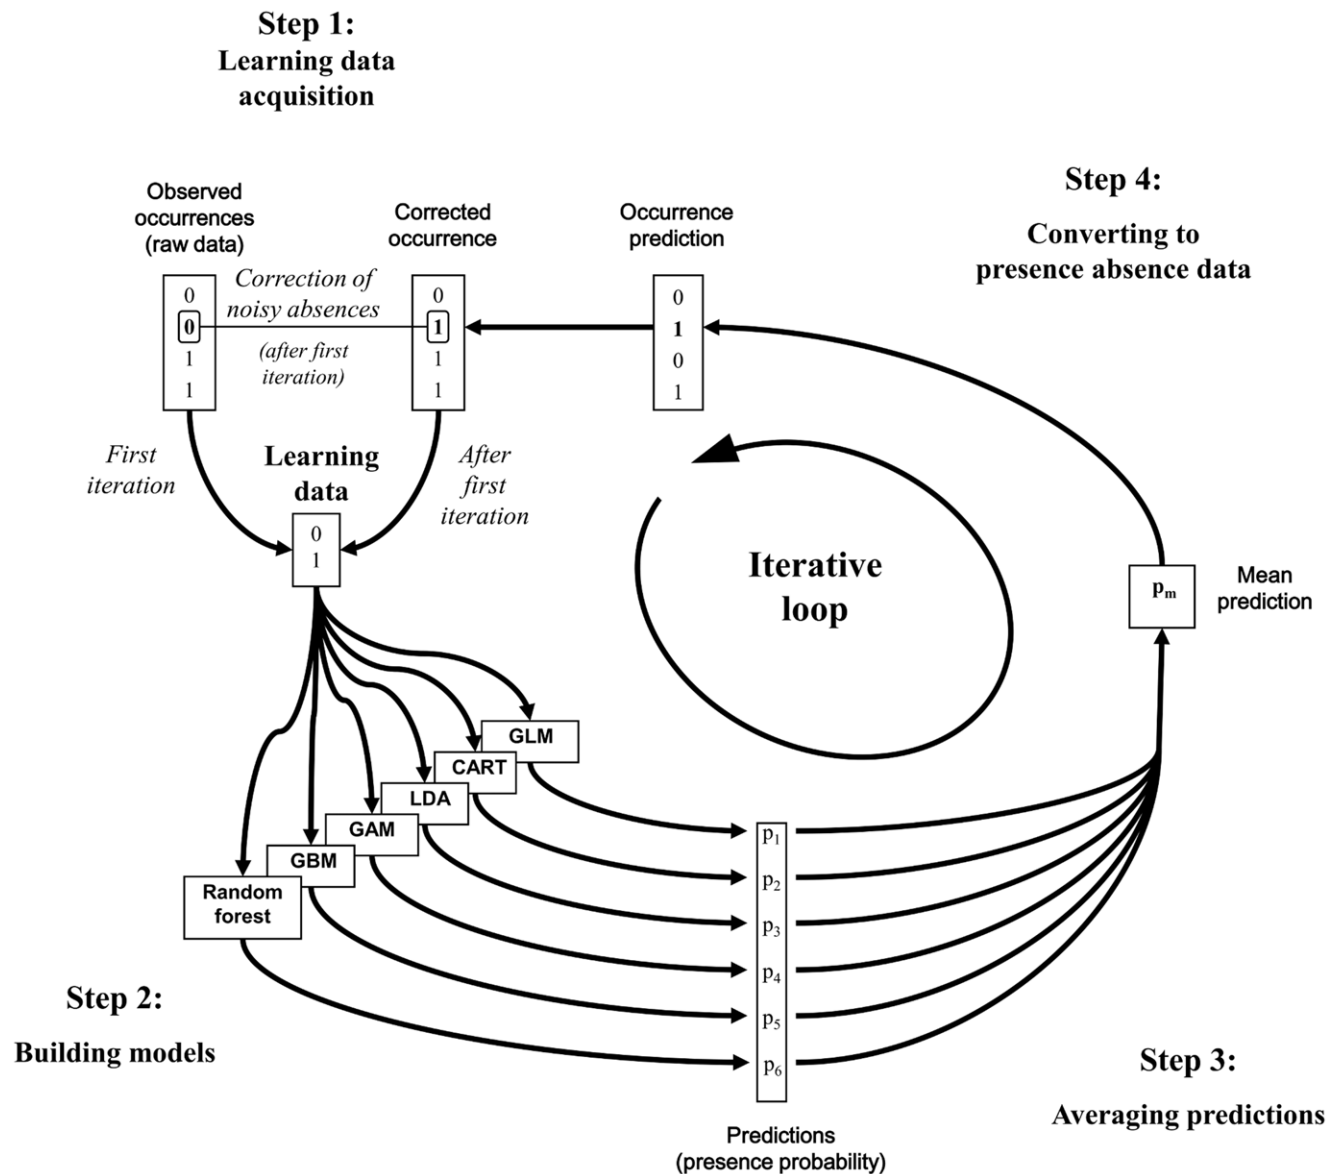 Step 1:
Learning data
acquisition
Observed
occurrences
(raw data)
Corrected
occurrence
Occurrence
prediction
Step 4:
Converting to
presence absence data
0
0
1
1
Correction of
noisy absences
(after first
iteration)
0
1
1
1
0
1
0
1
First
iteration
Learning
data
After
first
iteration
0
1
Iterative
loop
pₘ
Mean
prediction
GLM
CART
LDA
GAM
GBM
Random
forest
p₁
p₂
p₃
p₄
p₅
p₆
Step 2:
Building models
Step 3:
Averaging predictions
Predictions
(presence probability)